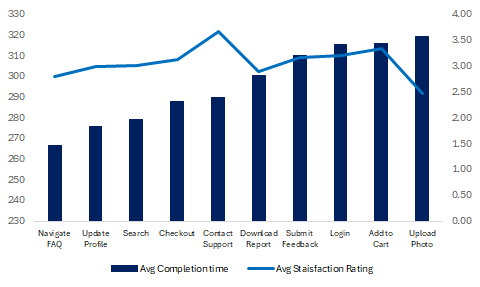 330 4.00
320 3.50
310 3.00
300 2.50
290 2.00
280 1.50
270 1.00
260 0.50
250 0.00
240
230
Navigate FAQ
Update Profile
Search
Checkout
Contact Support
Download Report
Submit Feedback
Login
Add to Cart
Upload Photo
Avg Completion time
Avg Staisfaction Rating